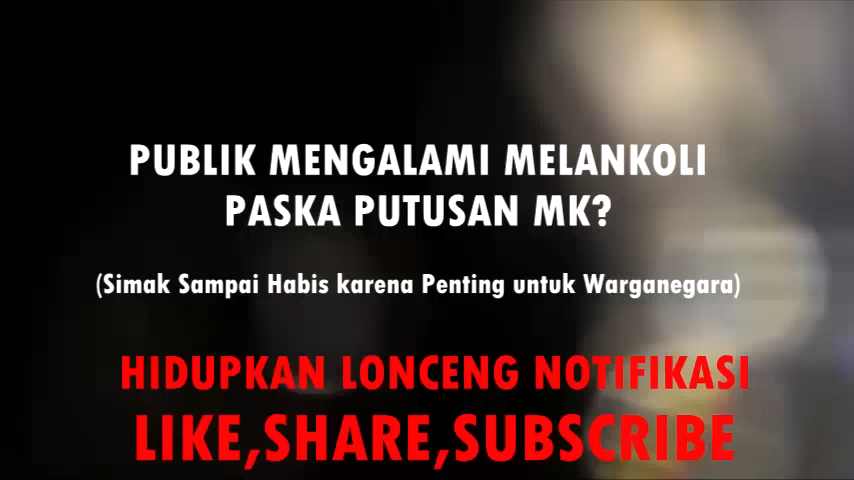 PUBLIK MENGALAMI MELANKOLI
PASKA PUTUSAN MK?
(Simak Sampai Habis karena Penting untuk Warganegara)
HIDUPKAN LONCENG NOTIFIKASI
LIKE,SHARE,SUBSCRIBE